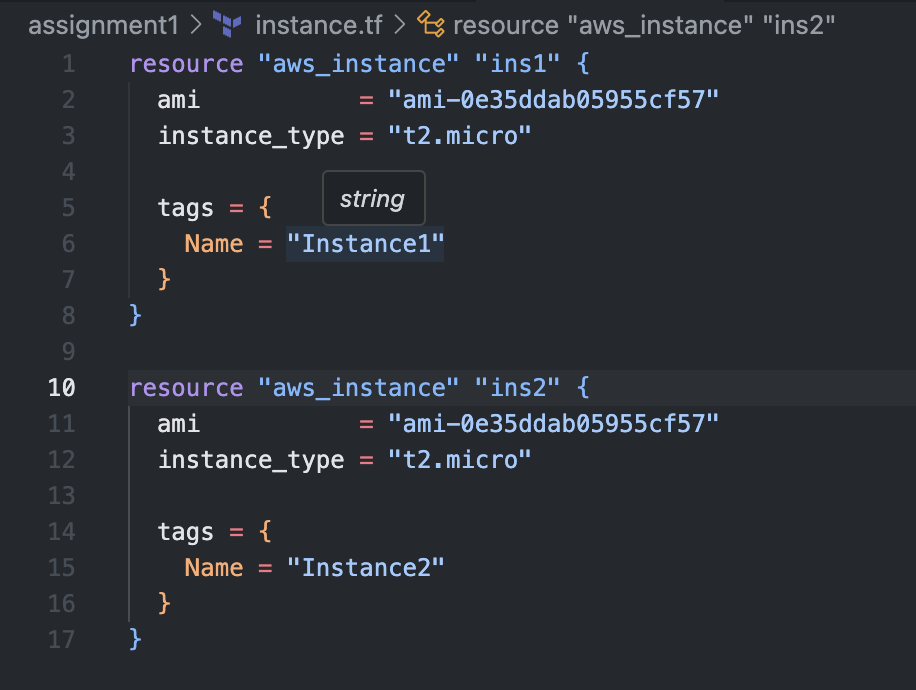 assignment1 > instance.tf > resource "aws_instance" "ins2"
1 resource "aws_instance" "ins1" {
2   ami           = "ami-0e35ddab05955cf57"
3   instance_type = "t2.micro"
4
string
5   tags = {
6     Name = "Instance1"
7   }
8 }
9
10 resource "aws_instance" "ins2" {
11   ami           = "ami-0e35ddab05955cf57"
12   instance_type = "t2.micro"
13
14   tags = {
15     Name = "Instance2"
16   }
17 }